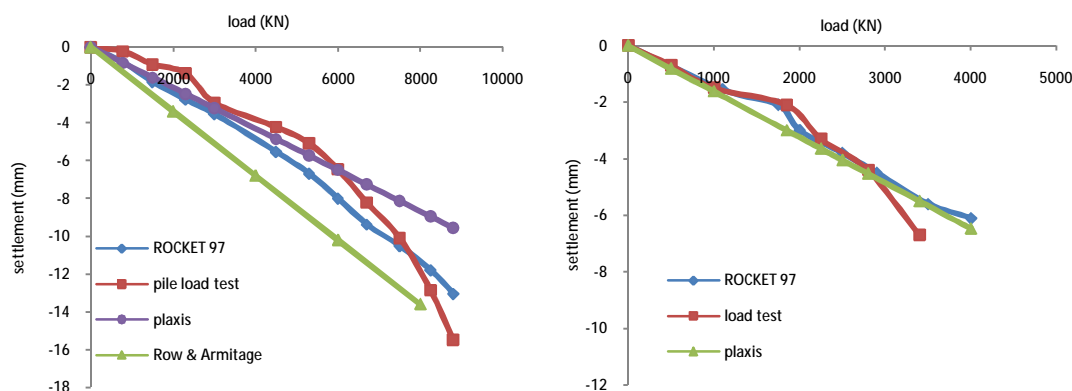 load (KN)
0
-2
-4
-6
-8
-10
-12
-14
-16
-18
0
2000
4000
6000
8000
10000
settlement (mm)
ROCKET 97
pile load test
plaxis
Row & Armitage
load (KN)
0
-2
-4
-6
-8
-10
-12
0
1000
2000
3000
4000
5000
settlement (mm)
ROCKET 97
load test
plaxis